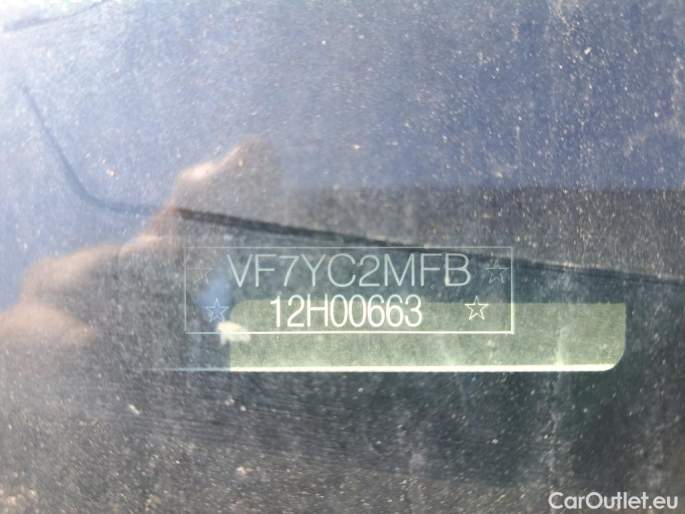 ☆ VF7YC2MFB ☆
☆ 12H00663 ☆
CarOutlet.eu